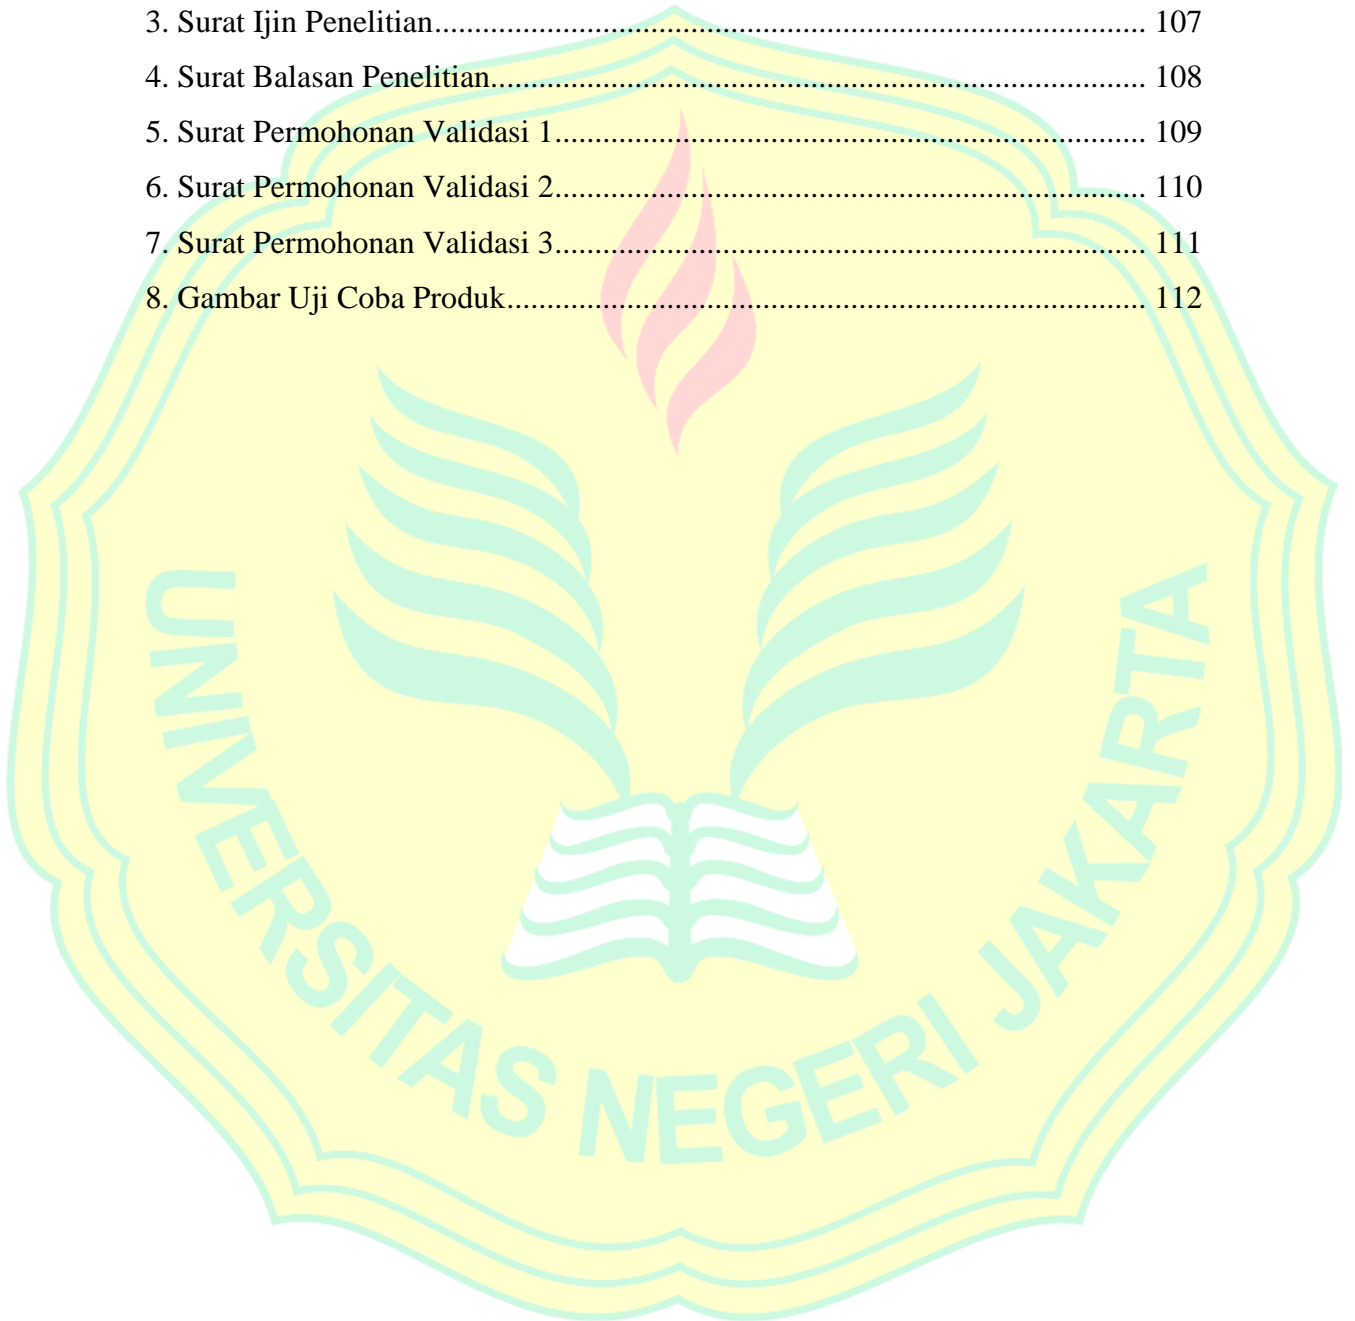 3. Surat Ijin Penelitian........................................................................................ 107
4. Surat Balasan Penelitian................................................................................. 108
5. Surat Permohonan Validasi 1......................................................................... 109
6. Surat Permohonan Validasi 2......................................................................... 110
7. Surat Permohonan Validasi 3......................................................................... 111
8. Gambar Uji Coba Produk............................................................................... 112
UNIVERSITAS NEGERI JAKARTA